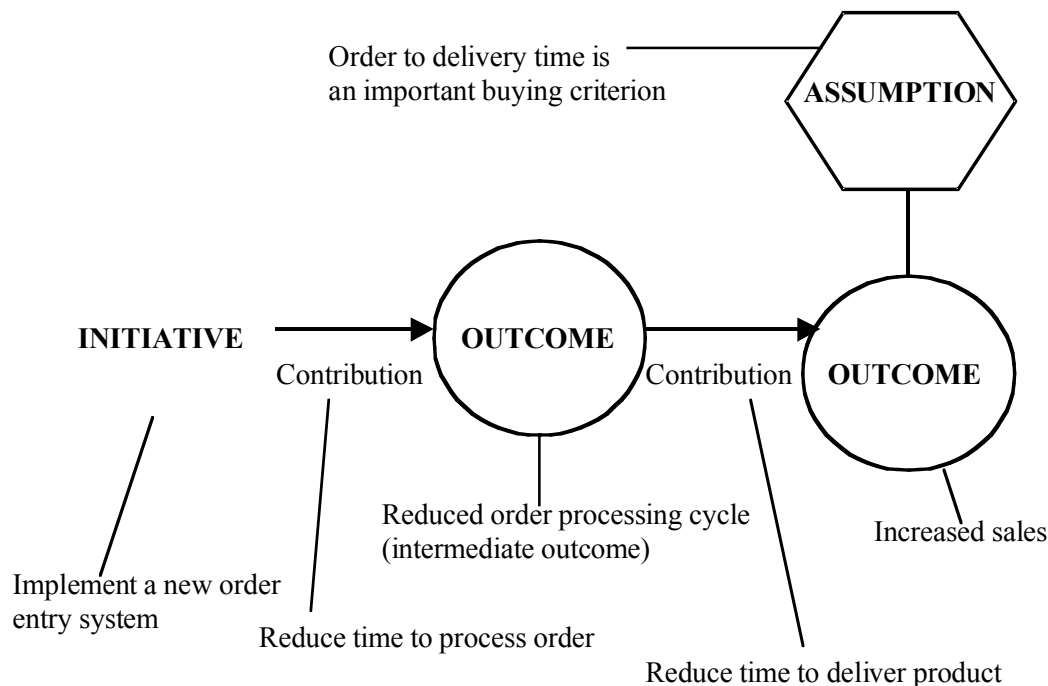 Order to delivery time is
an important buying criterion
ASSUMPTION
INITIATIVE
OUTCOME
Contribution
Contribution
OUTCOME
Reduced order processing cycle
(intermediate outcome)
Increased sales
Implement a new order
entry system
Reduce time to process order
Reduce time to deliver product